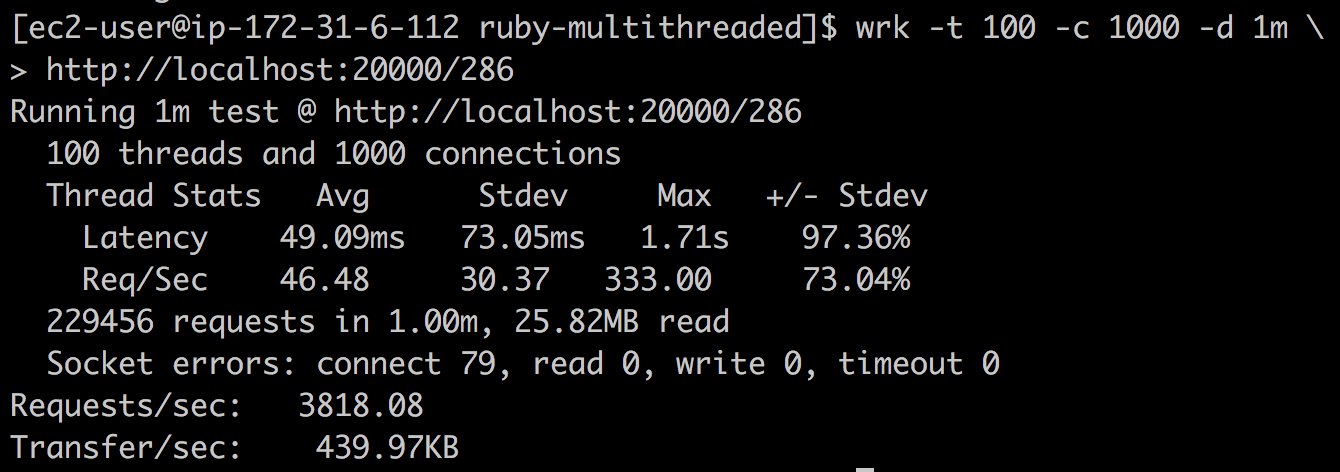 [ec2-user@ip-172-31-6-112 ruby-multithreaded]$ wrk -t 100 -c 1000 -d 1m \
> http://localhost:20000/286
Running 1m test @ http://localhost:20000/286
  100 threads and 1000 connections
  Thread Stats   Avg      Stdev     Max   +/- Stdev
    Latency    49.09ms   73.05ms   1.71s    97.36%
    Req/Sec    46.48     30.37   333.00     73.04%
  229456 requests in 1.00m, 25.82MB read
  Socket errors: connect 79, read 0, write 0, timeout 0
Requests/sec:   3818.08
Transfer/sec:    439.97KB